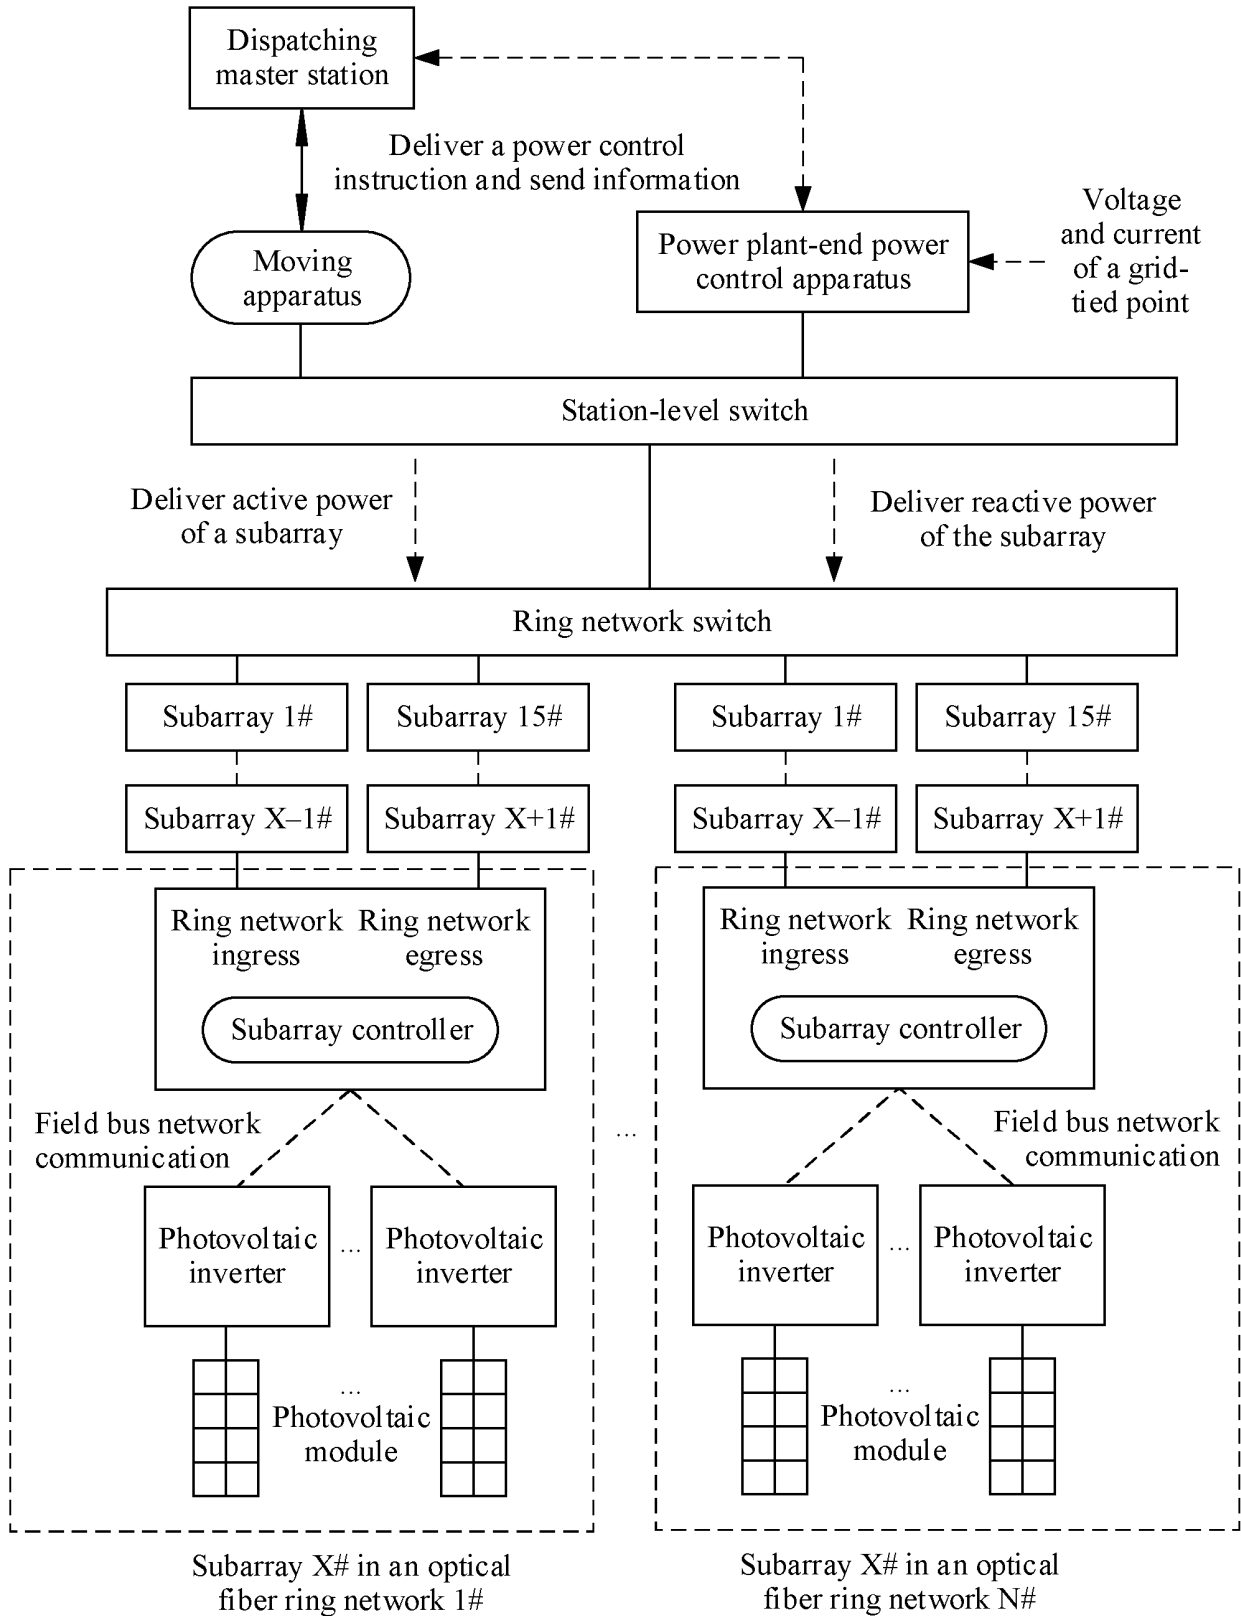 Dispatching
master station
Deliver a power control
instruction and send information
Voltage
and current
of a grid-
tied point
Power plant-end power
control apparatus
Moving
apparatus
Station-level switch
Deliver active power
of a subarray
Deliver reactive power
of the subarray
Ring network switch
Subarray 1#
Subarray 15#
Subarray 1#
Subarray 15#
Subarray X–1#
Subarray X+1#
Subarray X–1#
Subarray X+1#
Ring network
ingress
Ring network
egress
Subarray controller
Ring network
ingress
Ring network
egress
Subarray controller
Field bus network
communication
...
Field bus network
communication
Photovoltaic
inverter
...
Photovoltaic
inverter
Photovoltaic
inverter
...
Photovoltaic
inverter
...
Photovoltaic
module
...
Photovoltaic
module
Subarray X# in an optical
fiber ring network 1#
Subarray X# in an optical
fiber ring network N#